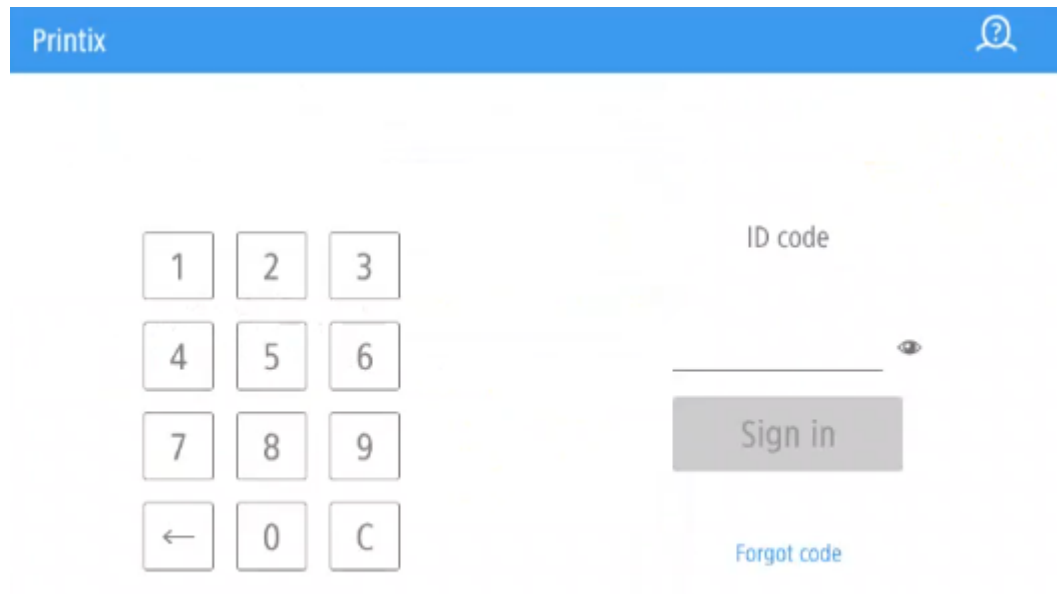 Printix
?
ID code
1 2 3
4 5 6
7 8 9
← 0 C
Sign in
Forgot code